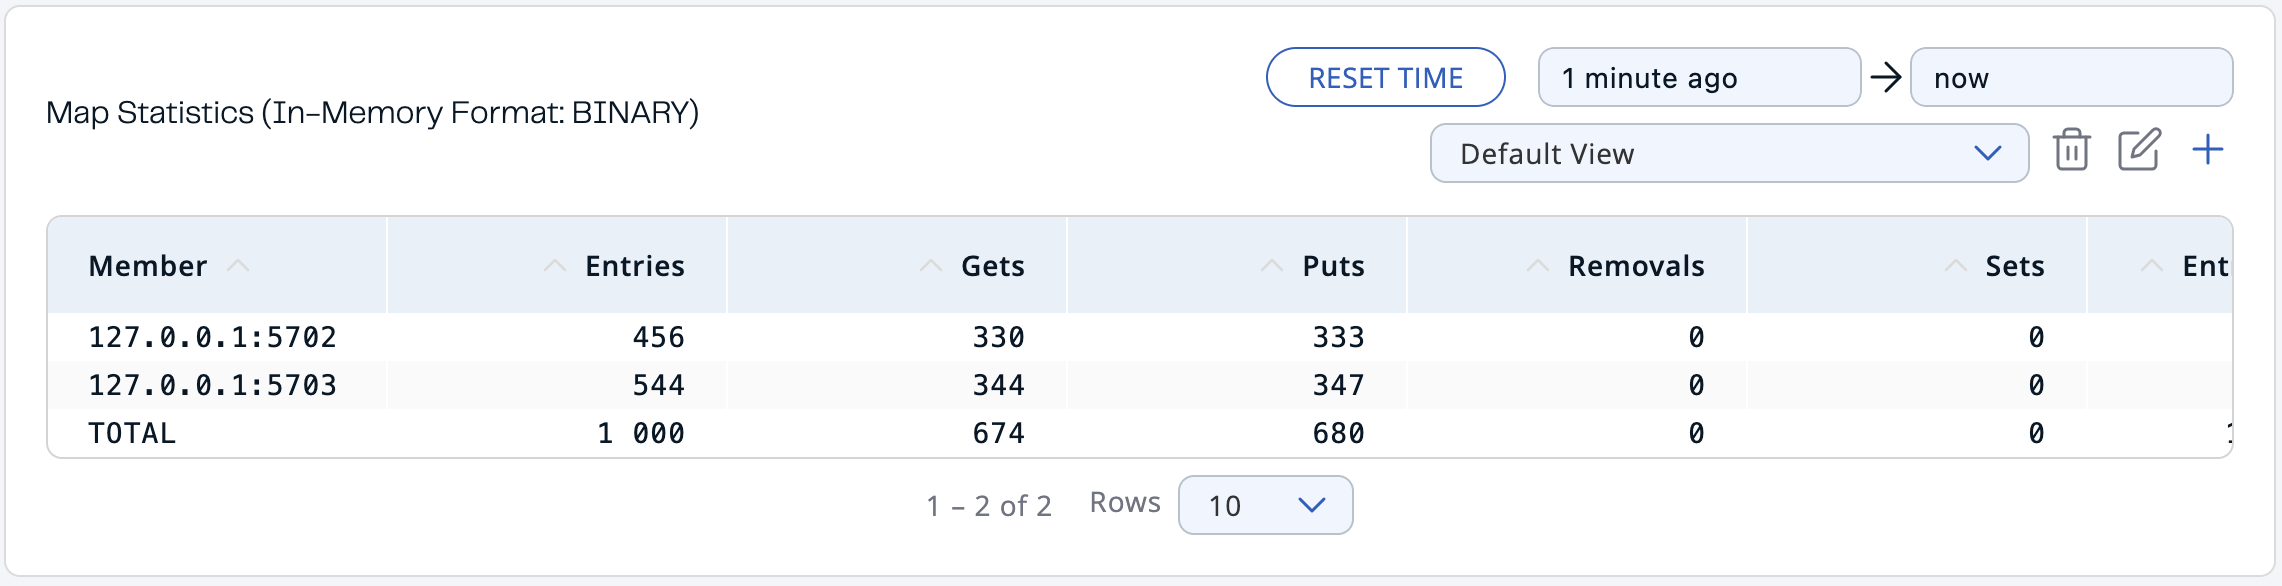 RESET TIME 1 minute ago → now
Map Statistics (In-Memory Format: BINARY)
Default View
Member Entries Gets Puts Removals Sets Ent
127.0.0.1:5702 456 330 333 0 0
127.0.0.1:5703 544 344 347 0 0
TOTAL 1 000 674 680 0 0
1 – 2 of 2 Rows 10